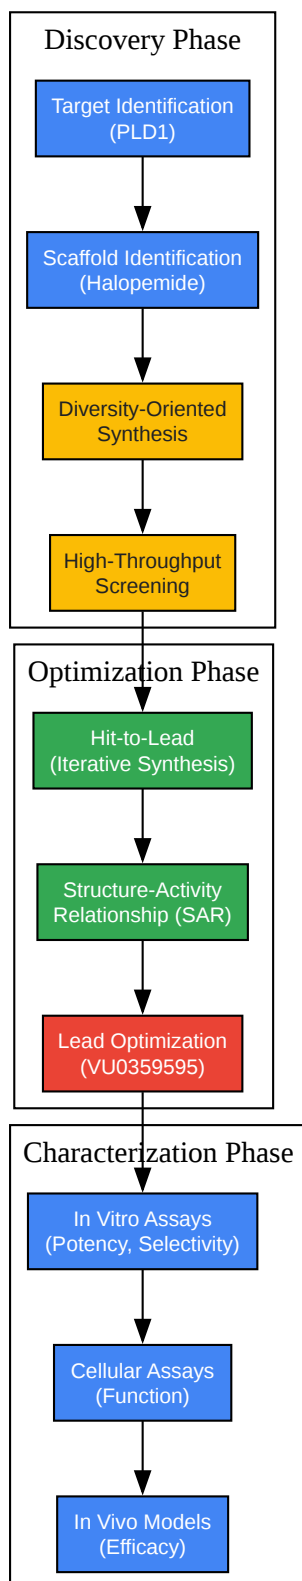 Discovery Phase
Target Identification
(PLD1)
Scaffold Identification
(Halopemide)
Diversity-Oriented
Synthesis
High-Throughput
Screening
Optimization Phase
Hit-to-Lead
(Iterative Synthesis)
Structure-Activity
Relationship (SAR)
Lead Optimization
(VU0359595)
Characterization Phase
In Vitro Assays
(Potency, Selectivity)
Cellular Assays
(Function)
In Vivo Models
(Efficacy)